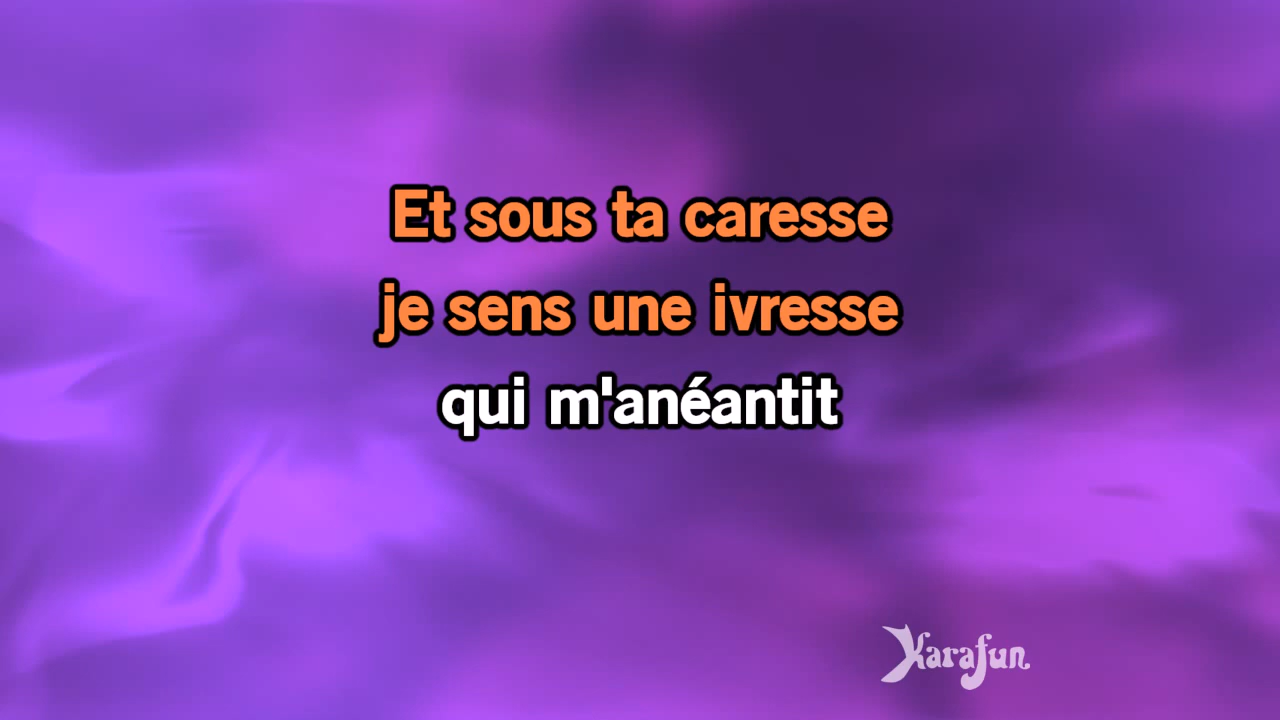 Et sous ta caresse
je sens une ivresse
qui m'anéantit
Karafun